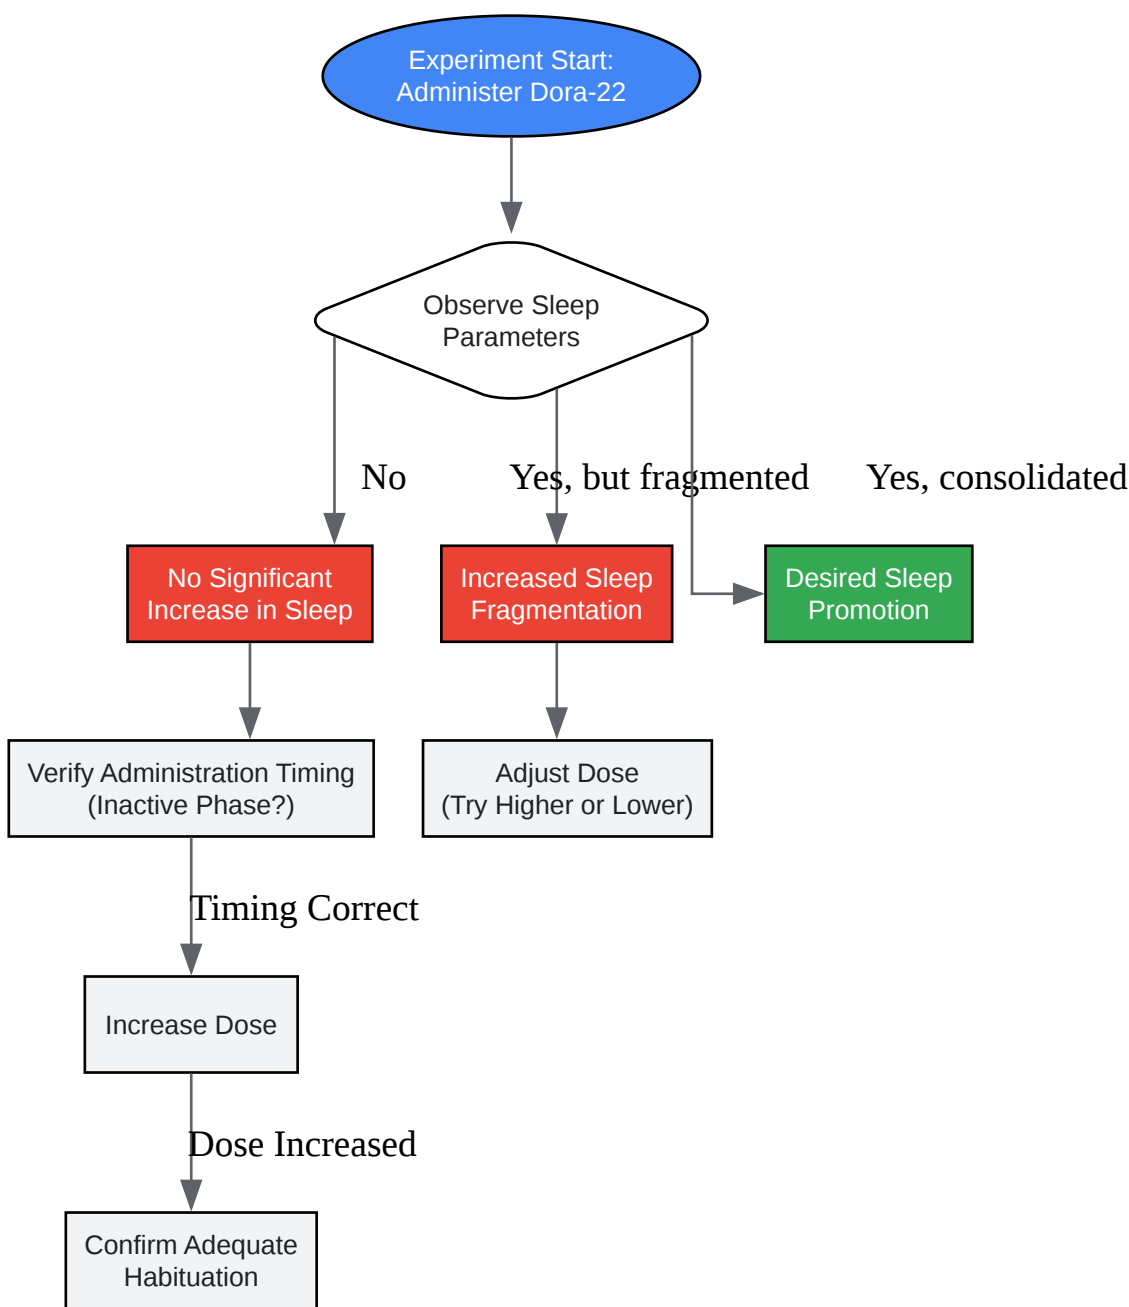 Experiment Start:
Administer Dora-22
Observe Sleep
Parameters
No
Yes, but fragmented
Yes, consolidated
No Significant
Increase in Sleep
Increased Sleep
Fragmentation
Desired Sleep
Promotion
Verify Administration Timing
(Inactive Phase?)
Adjust Dose
(Try Higher or Lower)
Timing Correct
Increase Dose
Dose Increased
Confirm Adequate
Habituation